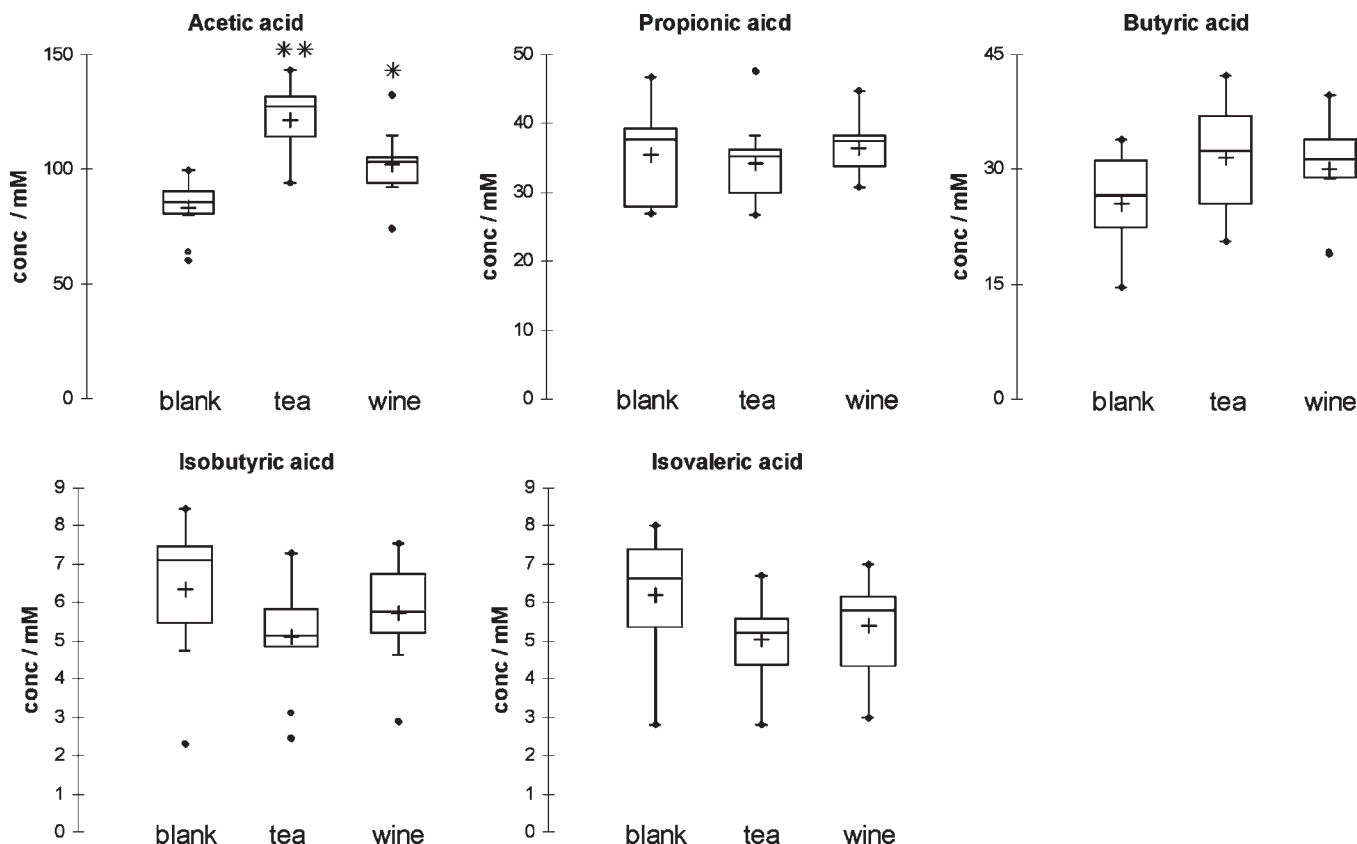 Acetic acid
**
*
conc / mM
150
100
50
0
blank tea wine
Propionic aicd
conc / mM
50
40
30
20
10
0
blank tea wine
Butyric acid
conc / mM
45
30
15
0
blank tea wine
Isobutyric aicd
conc / mM
9
8
7
6
5
4
3
2
1
0
blank tea wine
Isovaleric acid
conc / mM
9
8
7
6
5
4
3
2
1
0
blank tea wine